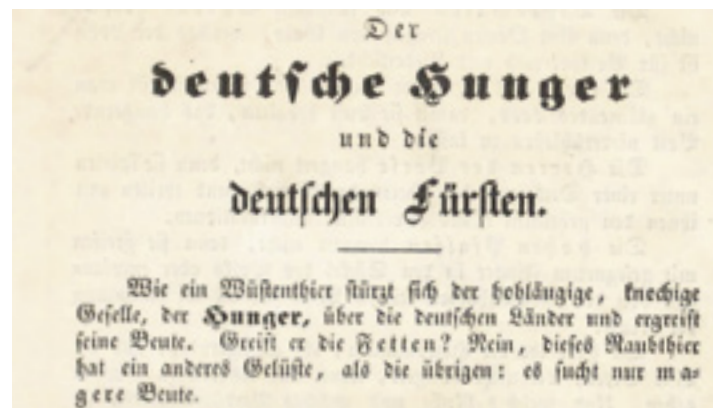 Der
deutsche Hunger
und die
deutschen Fürsten.
Wie ein Wüstenthier stürzt sich der hohläugige, knochige
Geselle, der Hunger, über die deutschen Länder und ergreift
seine Beute. Greift er die Fetten? Nein, dieses Raubthier
hat ein anderes Gelüste, als die übrigen: es sucht nur ma-
gere Beute.